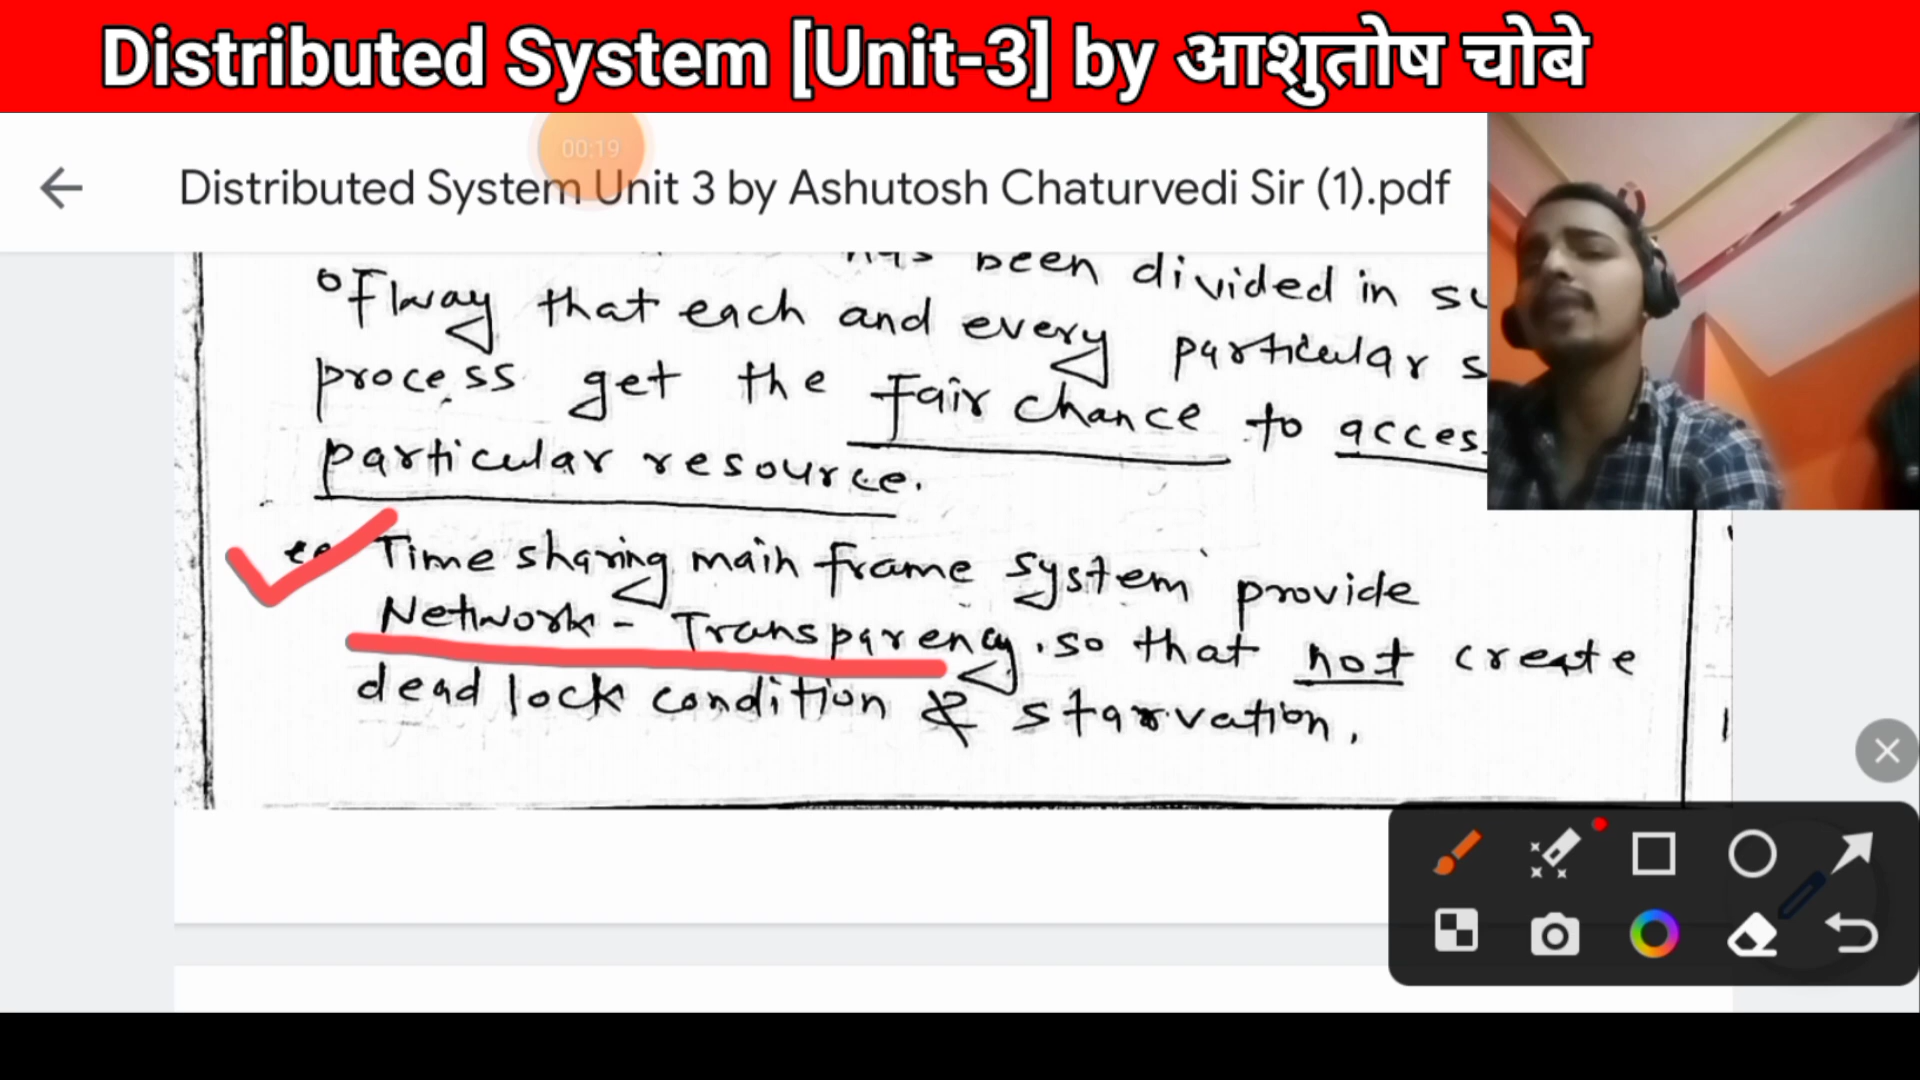 Distributed System [Unit-3] by आशुतोष चोबे
00:19
Distributed System Unit 3 by Ashutosh Chaturvedi Sir (1).pdf
been divided in
of way that each and every particular
process get the fair chance to
particular resource.
Time sharing main frame system provide
Network - Transparency. so that not create
dead lock condition & starvation.